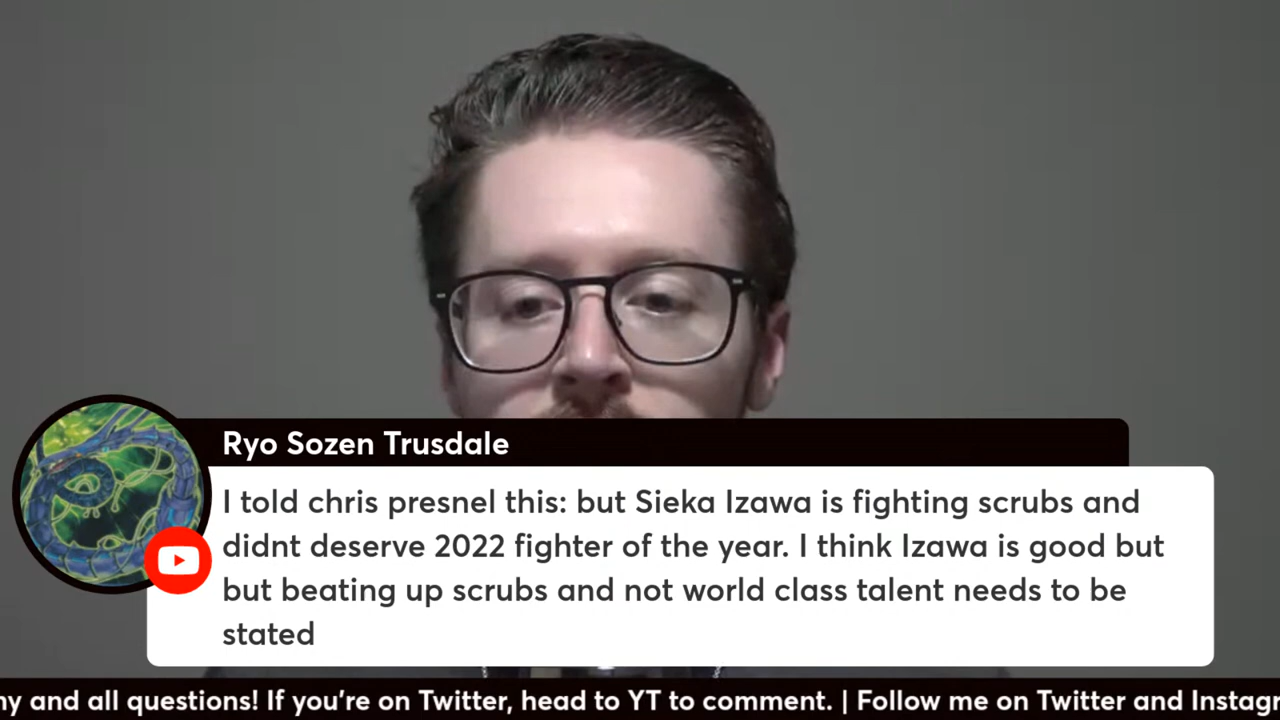 Ryo Sozen Trusdale
I told chris presnel this: but Sieka Izawa is fighting scrubs and
didnt deserve 2022 fighter of the year. I think Izawa is good but
but beating up scrubs and not world class talent needs to be
stated
and all questions! If you're on Twitter, head to YT to comment. | Follow me on Twitter and